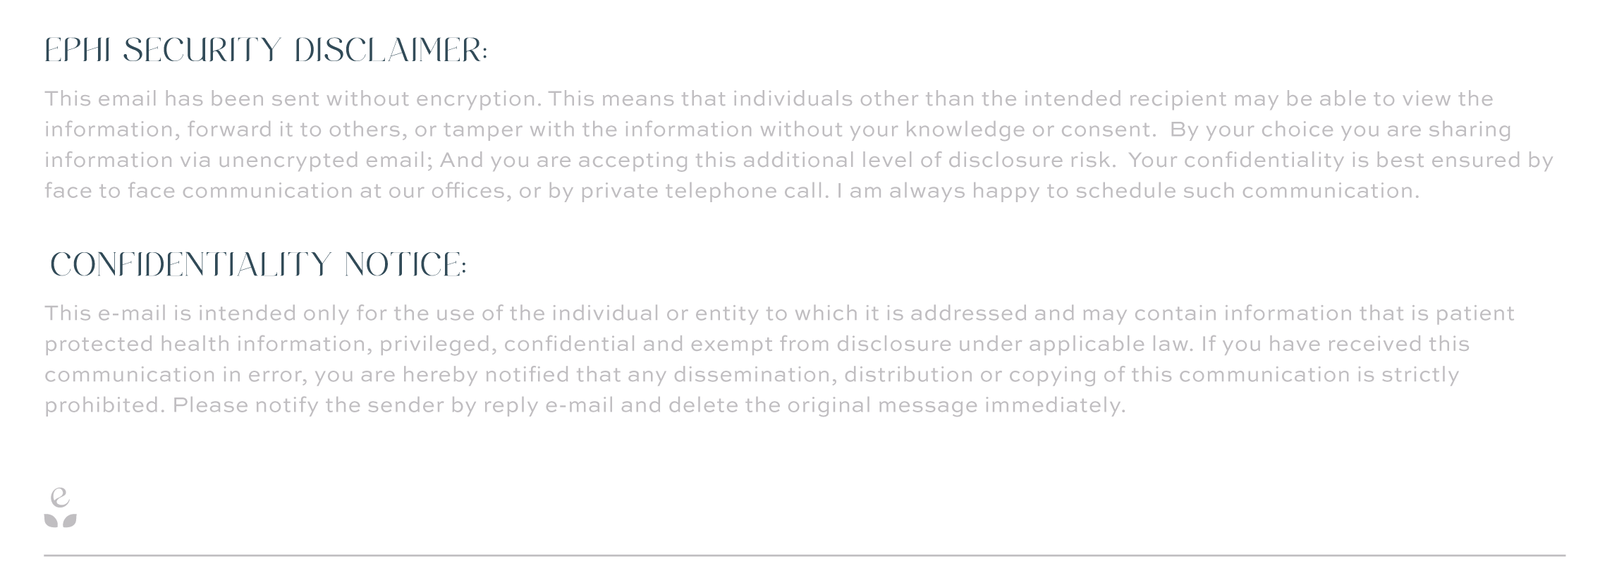 EPHI SECURITY DISCLAIMER:
This email has been sent without encryption. This means that individuals other than the intended recipient may be able to view the
information, forward it to others, or tamper with the information without your knowledge or consent.  By your choice you are sharing
information via unencrypted email; And you are accepting this additional level of disclosure risk.  Your confidentiality is best ensured by
face to face communication at our offices, or by private telephone call. I am always happy to schedule such communication.
CONFIDENTIALITY NOTICE:
This e-mail is intended only for the use of the individual or entity to which it is addressed and may contain information that is patient
protected health information, privileged, confidential and exempt from disclosure under applicable law. If you have received this
communication in error, you are hereby notified that any dissemination, distribution or copying of this communication is strictly
prohibited. Please notify the sender by reply e-mail and delete the original message immediately.
e